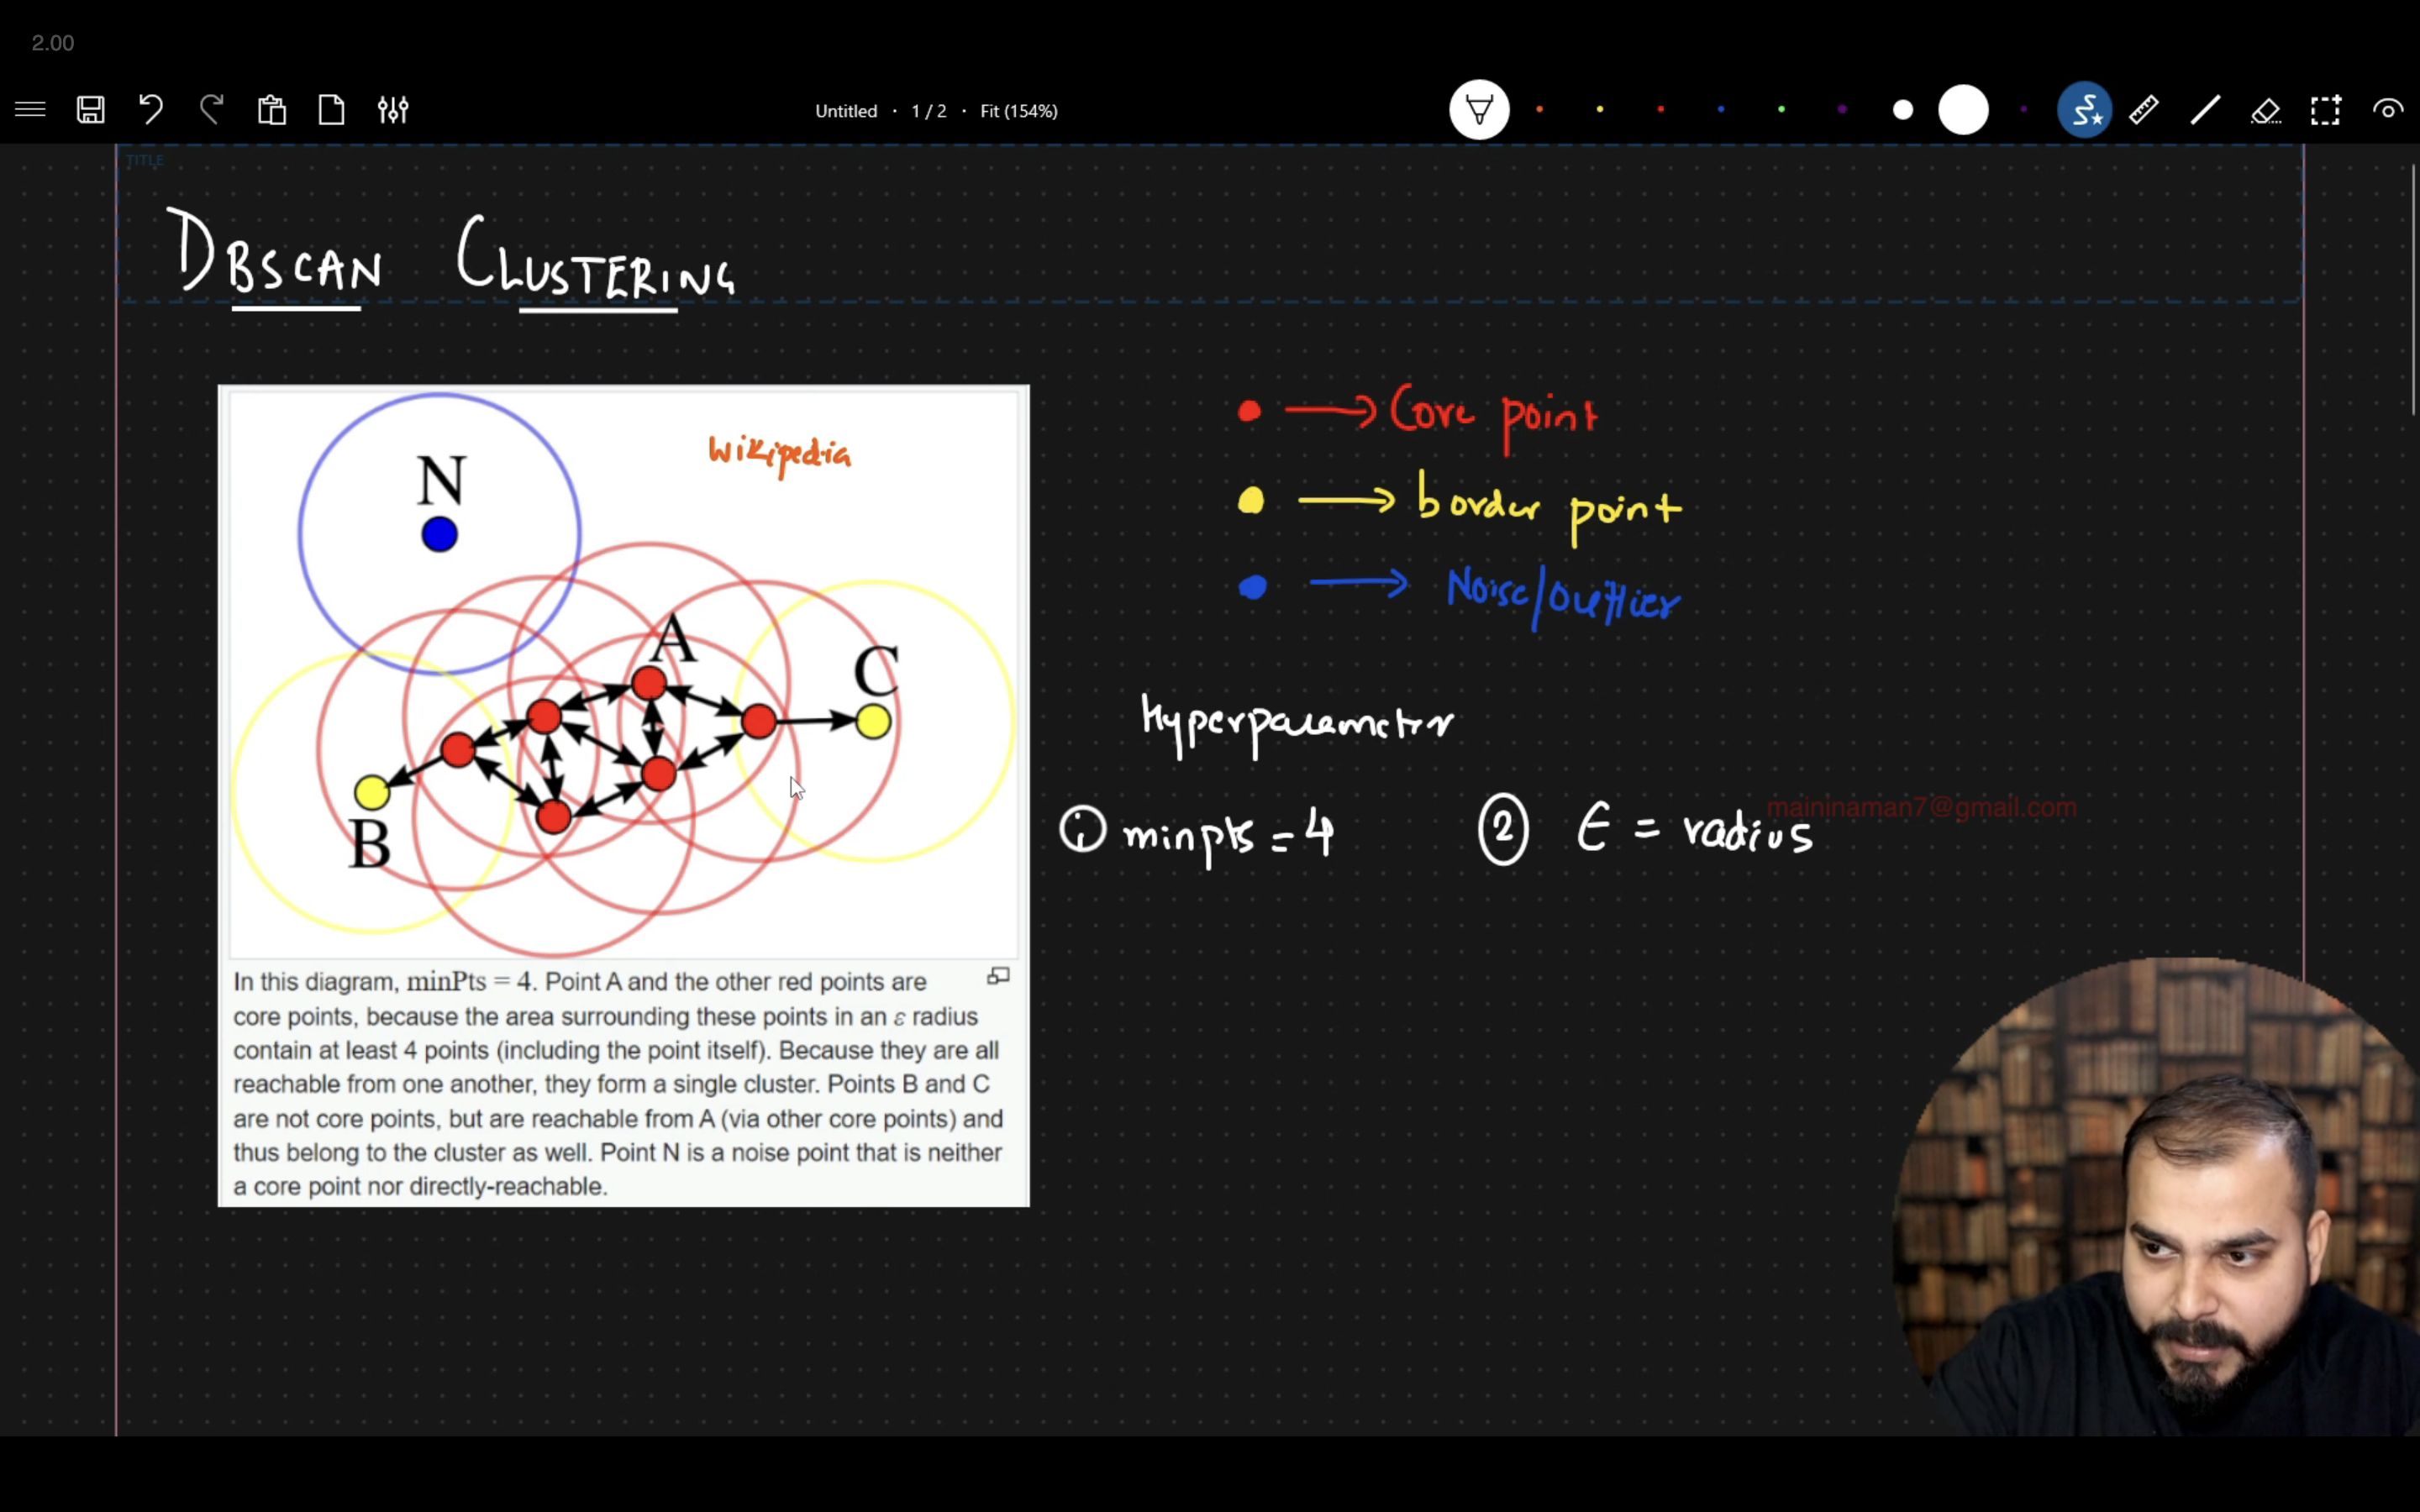 2.00
Untitled · 1 / 2 · Fit (154%)
TITLE
DBSCAN CLUSTERING
Wikipedia
N
A
C
B
Core point
border point
Noise/outlier
Hyperparameter
① minpts = 4
② ϵ = radius
maininaman7@gmail.com
In this diagram, minPts = 4. Point A and the other red points are
core points, because the area surrounding these points in an ε radius
contain at least 4 points (including the point itself). Because they are all
reachable from one another, they form a single cluster. Points B and C
are not core points, but are reachable from A (via other core points) and
thus belong to the cluster as well. Point N is a noise point that is neither
a core point nor directly-reachable.